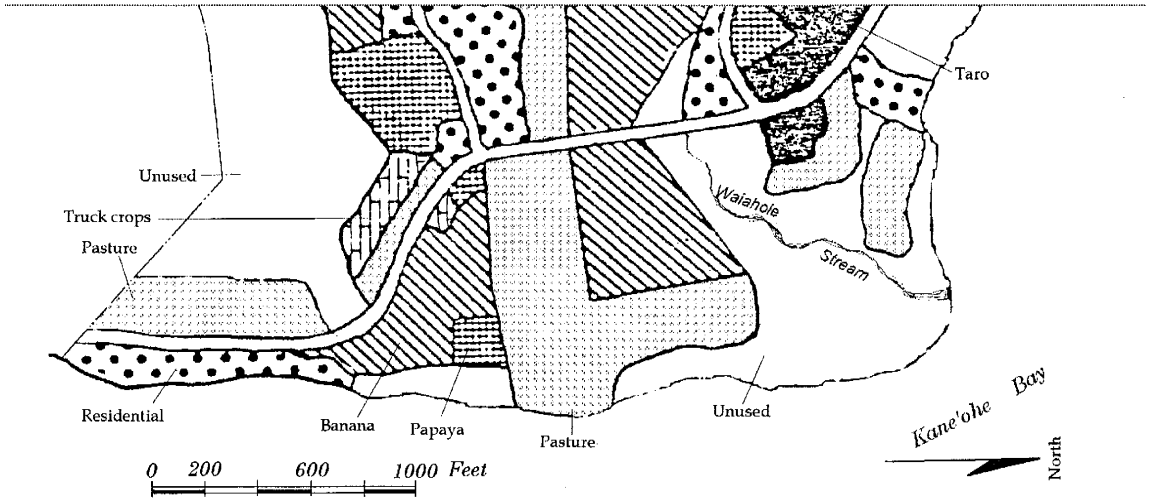 Taro
Unused
Truck crops
Pasture
Waiahole
Stream
Residential
Banana
Papaya
Pasture
Unused
Kane'ohe Bay
North
0 200 600 1000 Feet